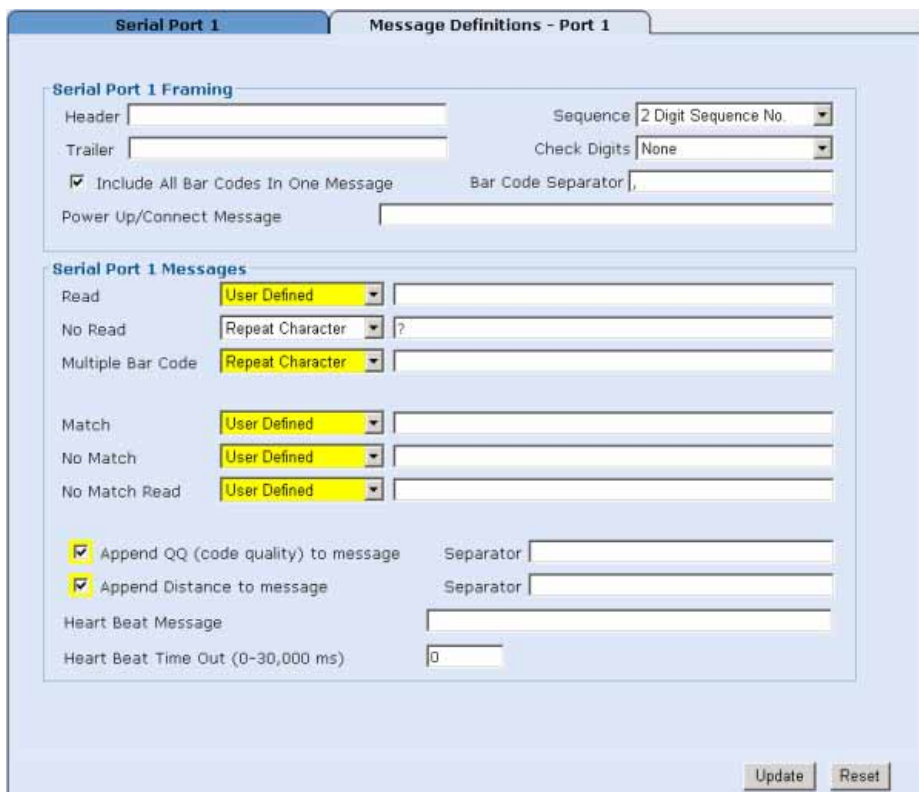 Serial Port 1
Message Definitions - Port 1
Serial Port 1 Framing
Header
Sequence 2 Digit Sequence No.
Trailer
Check Digits None
Include All Bar Codes In One Message
Bar Code Separator ,
Power Up/Connect Message
Serial Port 1 Messages
Read User Defined
No Read Repeat Character ?
Multiple Bar Code Repeat Character
Match User Defined
No Match User Defined
No Match Read User Defined
Append QQ (code quality) to message Separator
Append Distance to message Separator
Heart Beat Message
Heart Beat Time Out (0-30,000 ms) 0
Update Reset